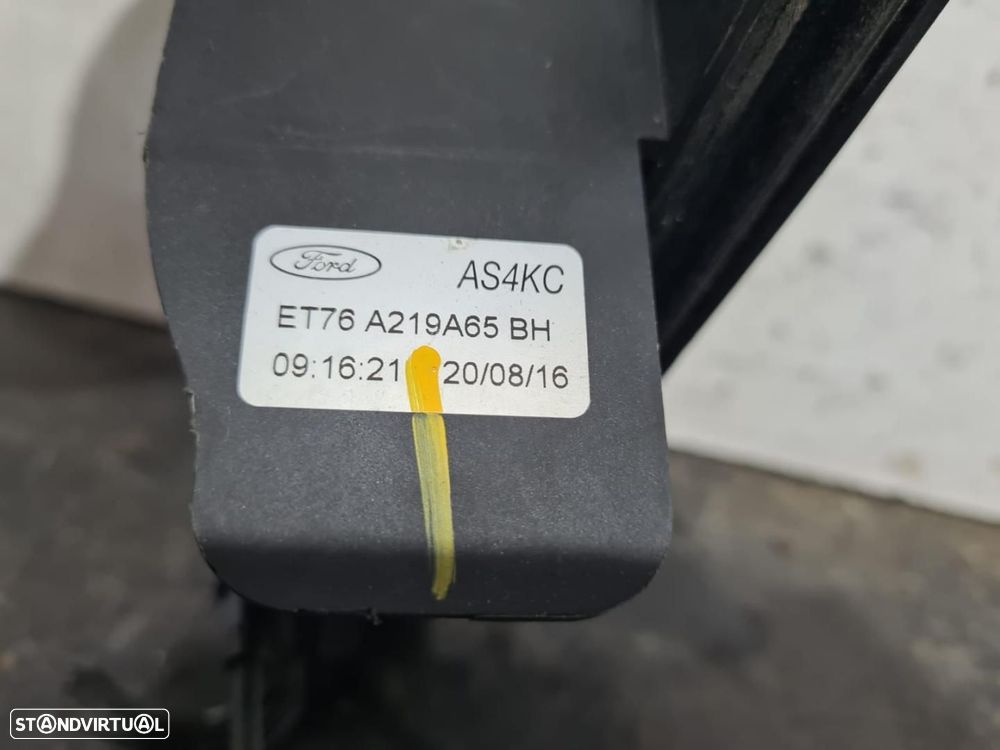 Ford AS4KC
ET76 A219A65 BH
09:16:21 20/08/16
STANDVIRTUAL